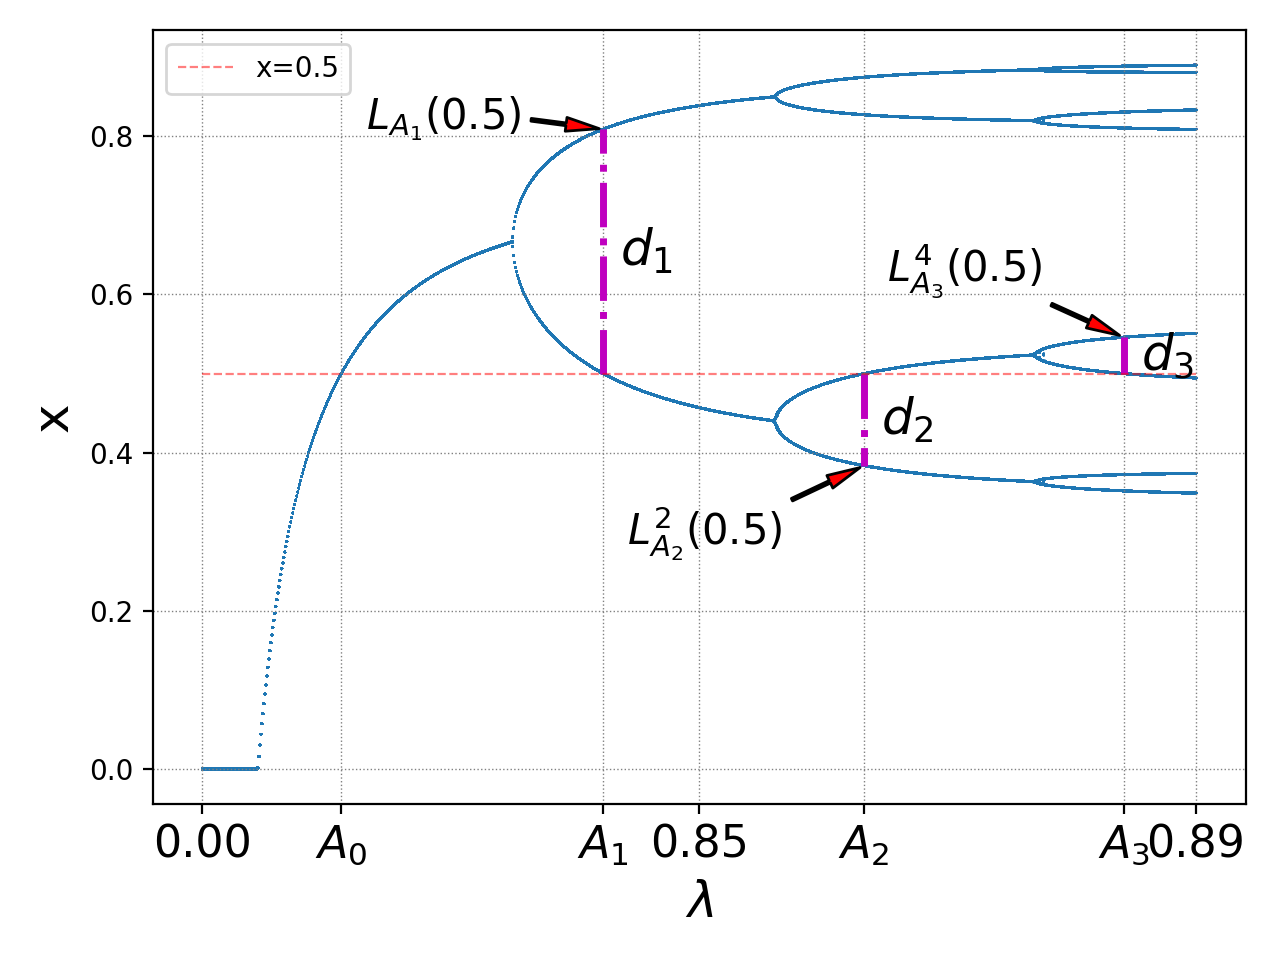 x=0.5
L_{A_1}(0.5)
0.8
d_1
L^4_{A_3}(0.5)
0.6
d_3
x
d_2
0.4
L^2_{A_2}(0.5)
0.2
0.0
0.00 A_0 A_1 0.85 A_2 A_3 0.89
λ